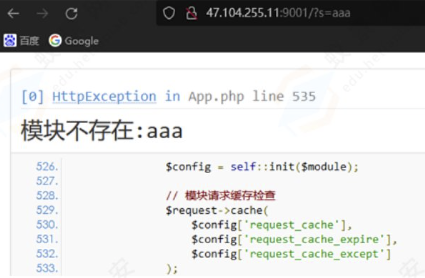 47.104.255.11:9001/?s=aaa
百度 Google
[0] HttpException in App.php line 535
模块不存在:aaa
526. $config = self::init($module);
527.
528. // 模块请求缓存检查
529. $request->cache(
530. $config['request_cache'],
531. $config['request_cache_expire'],
532. $config['request_cache_except']
533. );